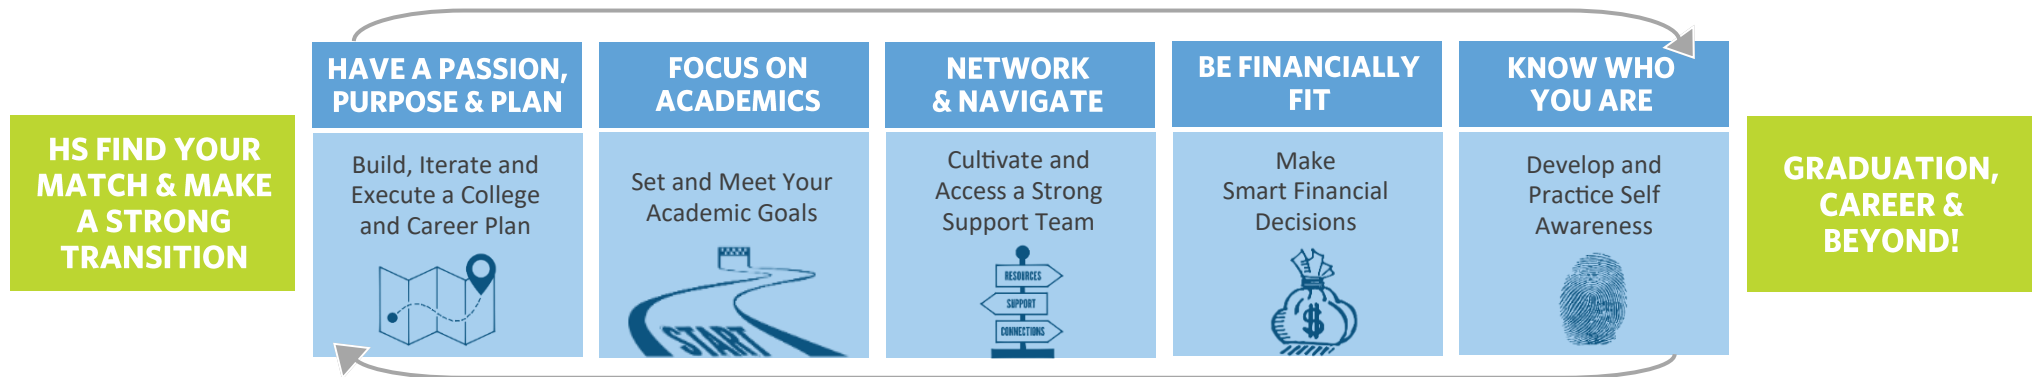 HS FIND YOUR
MATCH & MAKE
A STRONG
TRANSITION
HAVE A PASSION,
PURPOSE & PLAN
Build, Iterate and
Execute a College
and Career Plan
FOCUS ON
ACADEMICS
Set and Meet Your
Academic Goals
START
NETWORK
& NAVIGATE
Cultivate and
Access a Strong
Support Team
RESOURCES
SUPPORT
CONNECTIONS
BE FINANCIALLY
FIT
Make
Smart Financial
Decisions
$
KNOW WHO
YOU ARE
Develop and
Practice Self
Awareness
GRADUATION,
CAREER &
BEYOND!